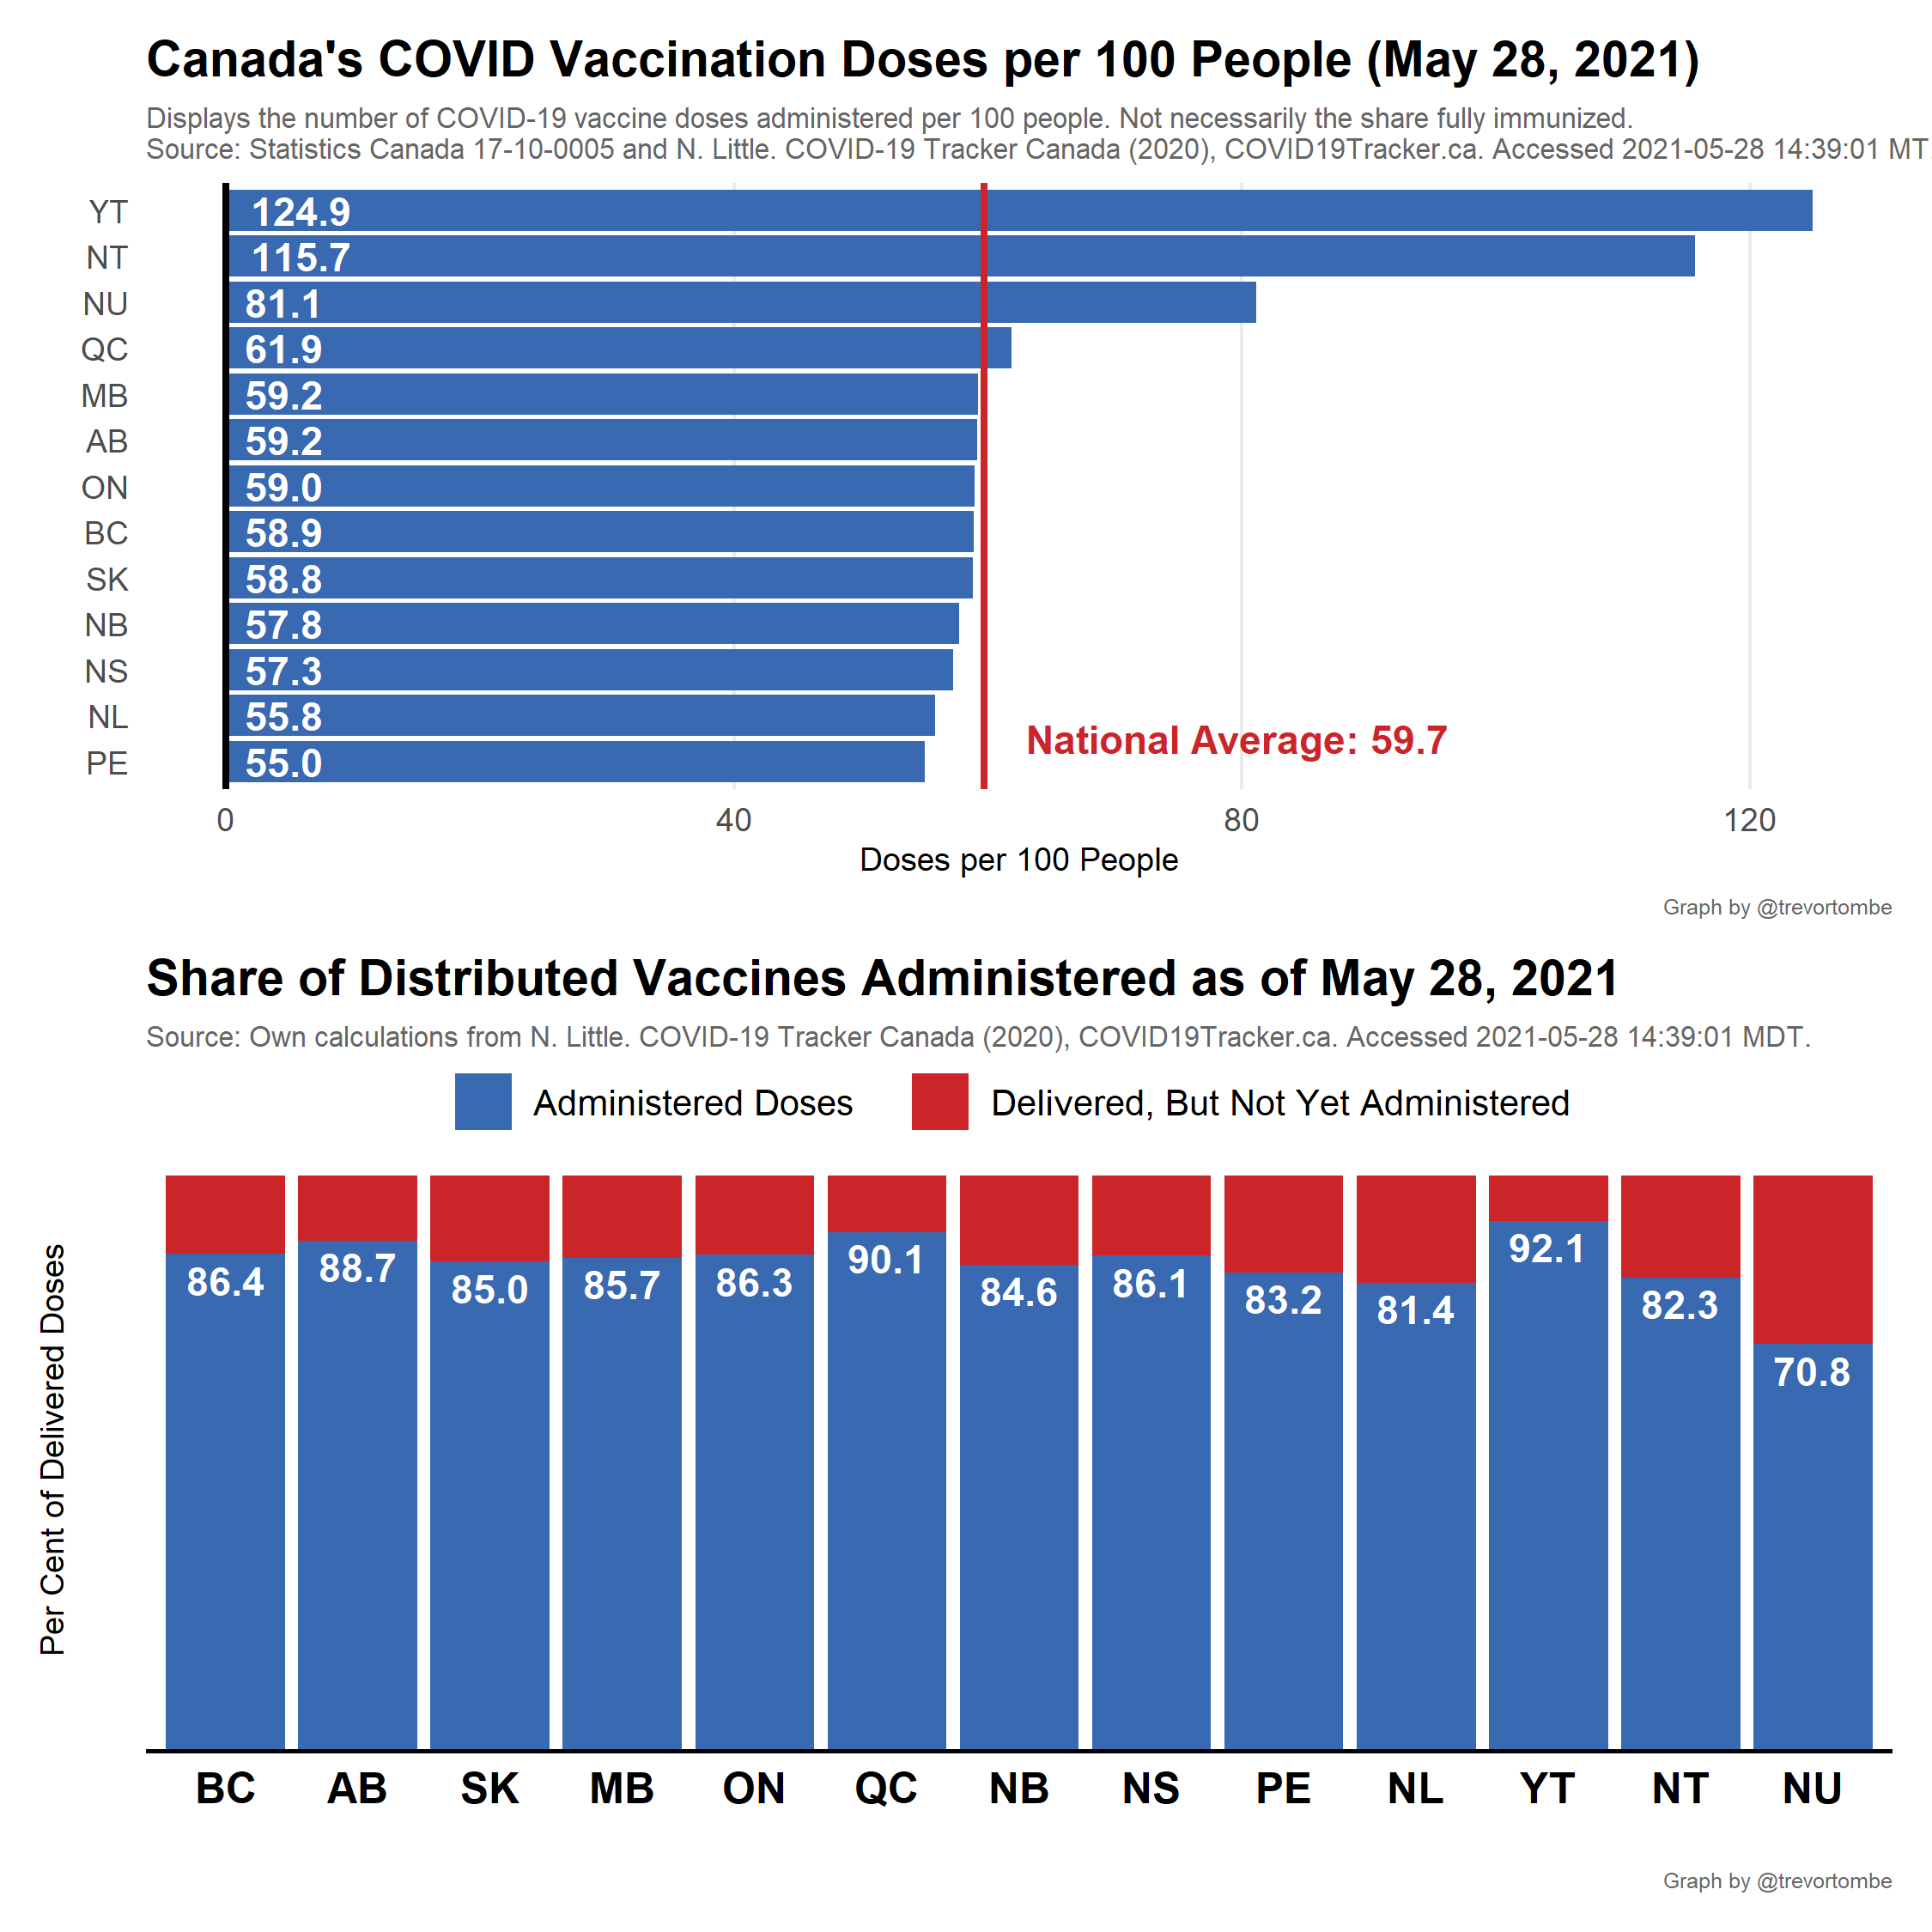 Canada's COVID Vaccination Doses per 100 People (May 28, 2021)
Displays the number of COVID-19 vaccine doses administered per 100 people. Not necessarily the share fully immunized.
Source: Statistics Canada 17-10-0005 and N. Little. COVID-19 Tracker Canada (2020), COVID19Tracker.ca. Accessed 2021-05-28 14:39:01 MT
YT 124.9
NT 115.7
NU 81.1
QC 61.9
MB 59.2
AB 59.2
ON 59.0
BC 58.9
SK 58.8
NB 57.8
NS 57.3
NL 55.8
National Average: 59.7
PE 55.0
0 40 80 120
Doses per 100 People
Graph by @trevortombe
Share of Distributed Vaccines Administered as of May 28, 2021
Source: Own calculations from N. Little. COVID-19 Tracker Canada (2020), COVID19Tracker.ca. Accessed 2021-05-28 14:39:01 MDT.
Administered Doses Delivered, But Not Yet Administered
Per Cent of Delivered Doses
86.4 88.7 85.0 85.7 86.3 90.1 84.6 86.1 83.2 81.4 92.1 82.3 70.8
BC AB SK MB ON QC NB NS PE NL YT NT NU
Graph by @trevortombe